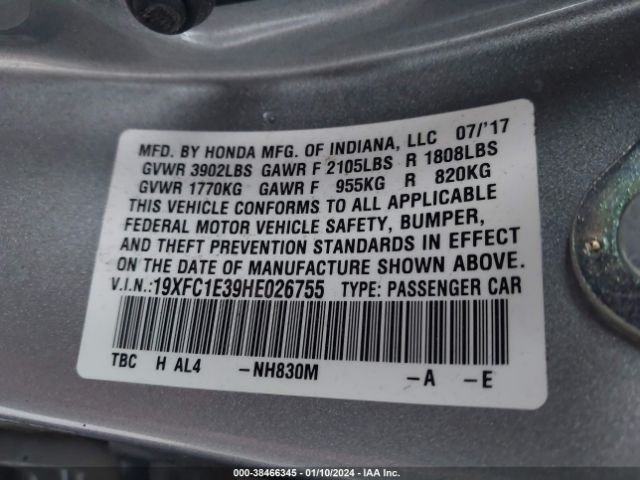 MFD. BY HONDA MFG. OF INDIANA, LLC 07/'17
GVWR 3902LBS GAWR F 2105LBS R 1808LBS
GVWR 1770KG GAWR F 955KG R 820KG
THIS VEHICLE CONFORMS TO ALL APPLICABLE
FEDERAL MOTOR VEHICLE SAFETY, BUMPER,
AND THEFT PREVENTION STANDARDS IN EFFECT
ON THE DATE OF MANUFACTURE SHOWN ABOVE.
V.I.N.:19XFC1E39HE026755 TYPE: PASSENGER CAR
TBC H AL4 -NH830M -A -E
000-38466345 - 01/10/2024 - IAA Inc.